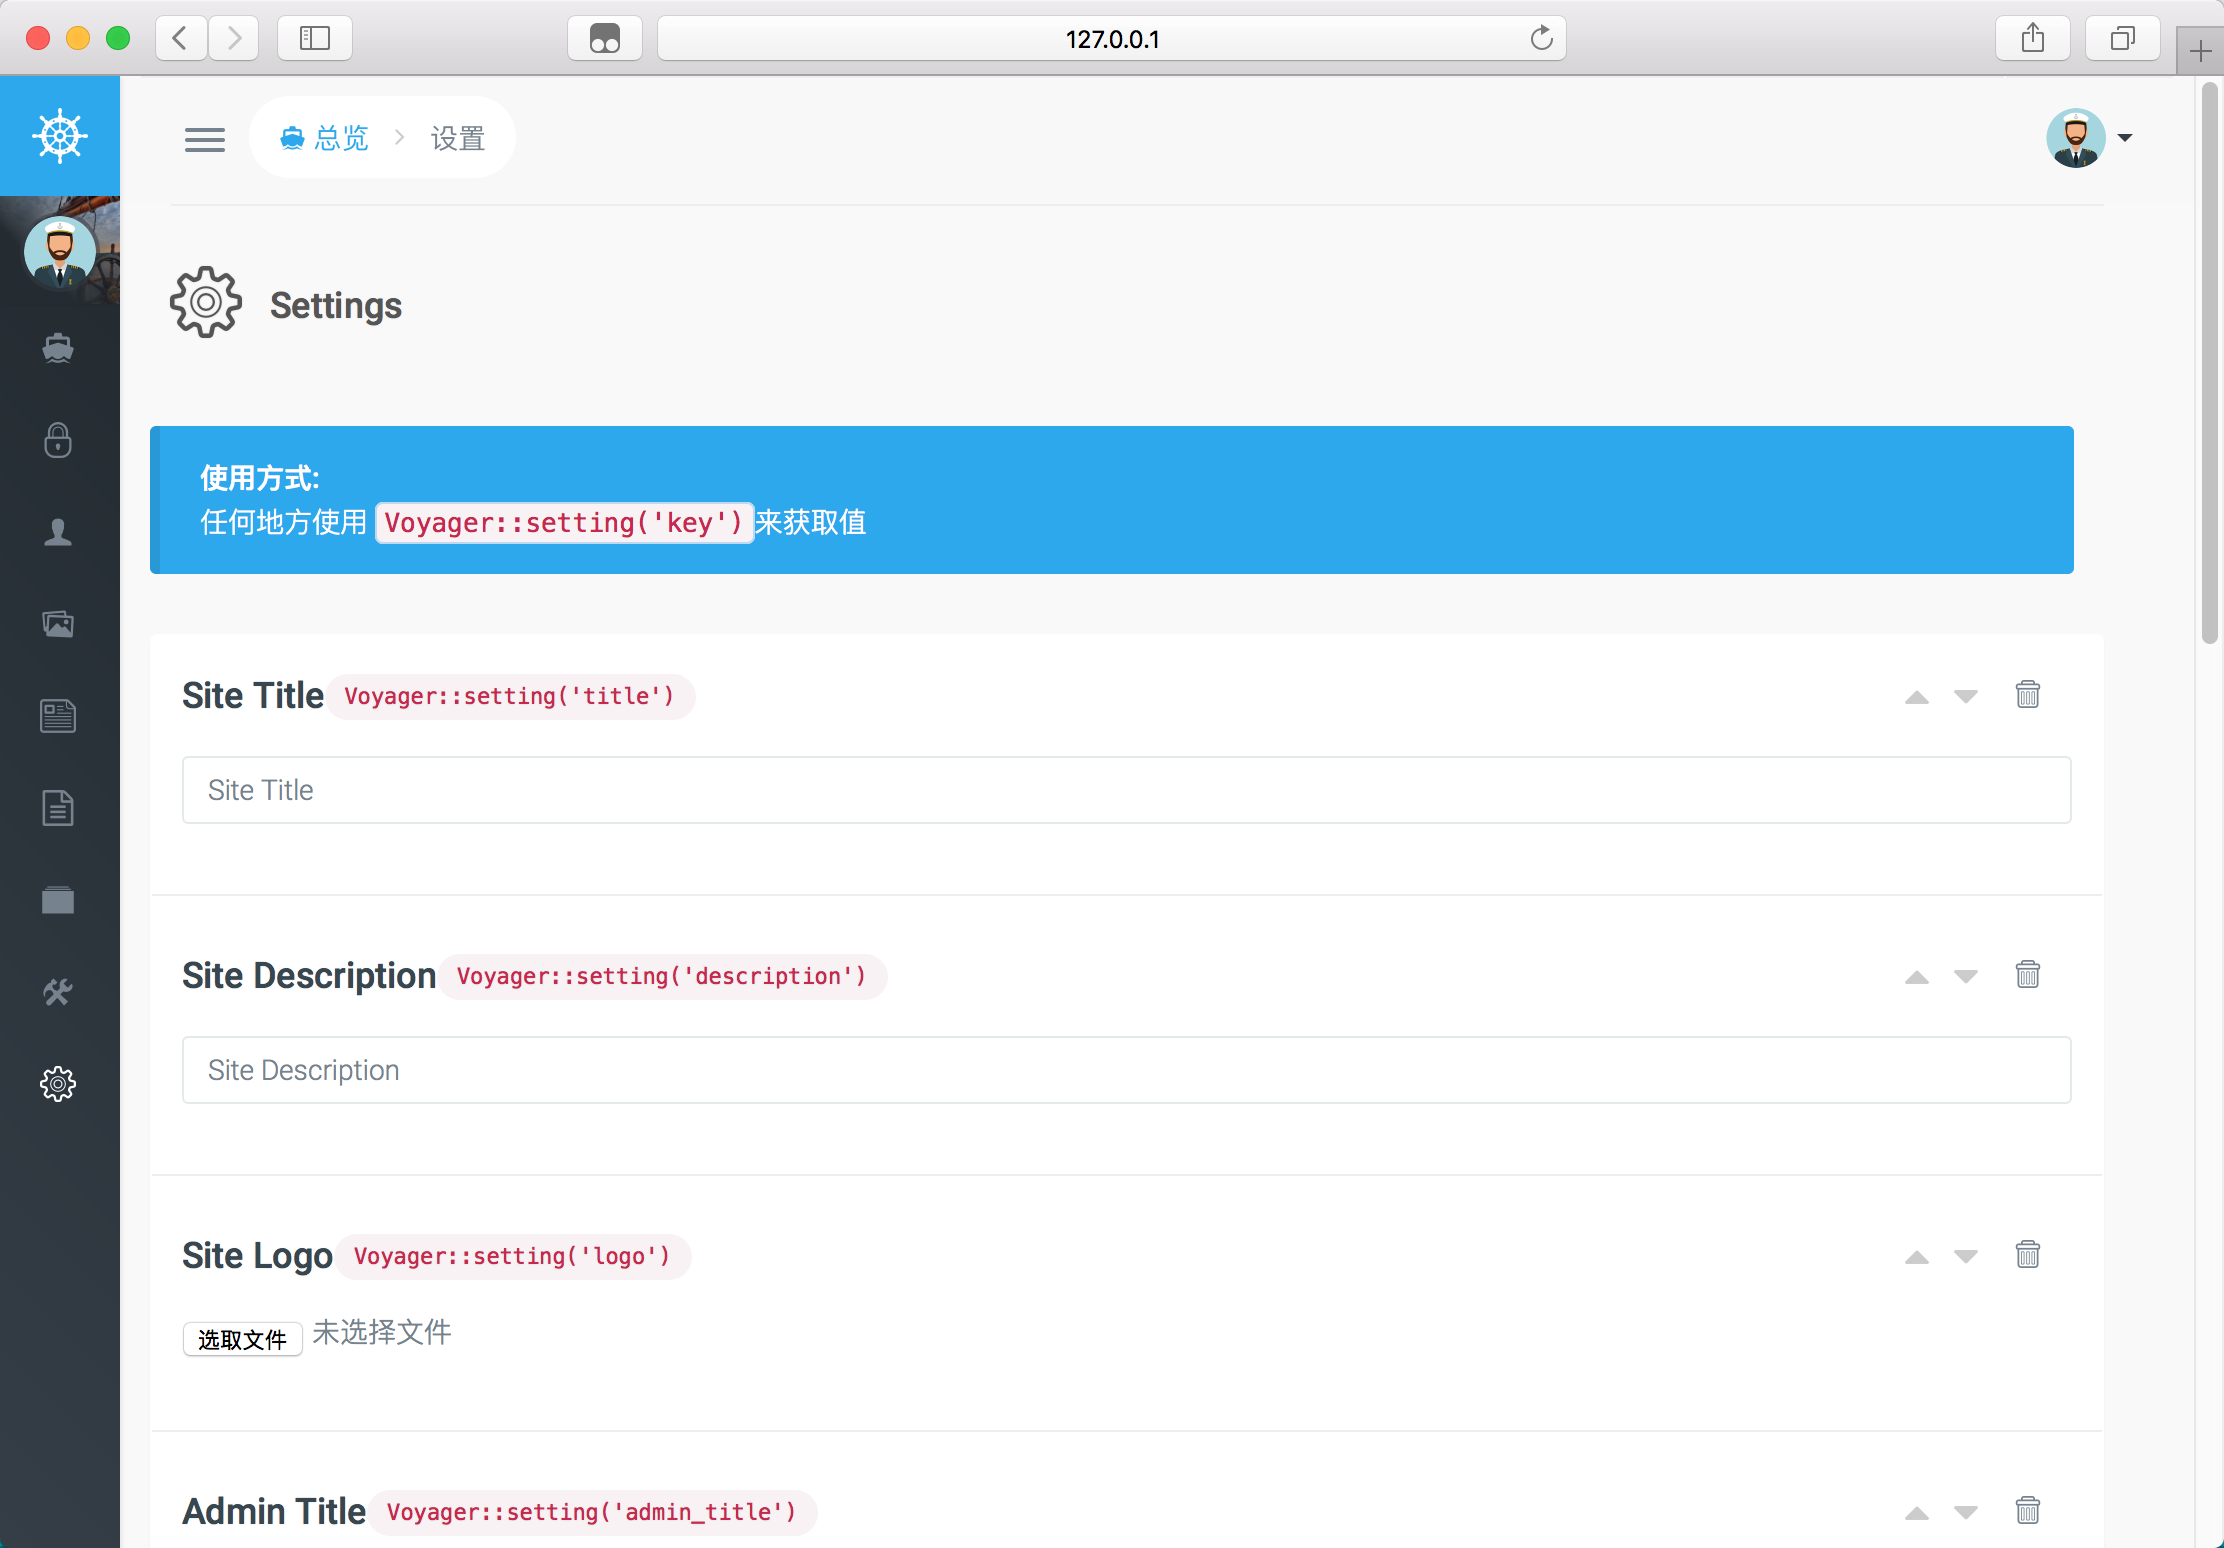 127.0.0.1
总览 设置
Settings
使用方式:
任何地方使用 Voyager::setting('key')来获取值
Site Title Voyager::setting('title')
Site Title
Site Description Voyager::setting('description')
Site Description
Site Logo Voyager::setting('logo')
选取文件 未选择文件
Admin Title Voyager::setting('admin_title')